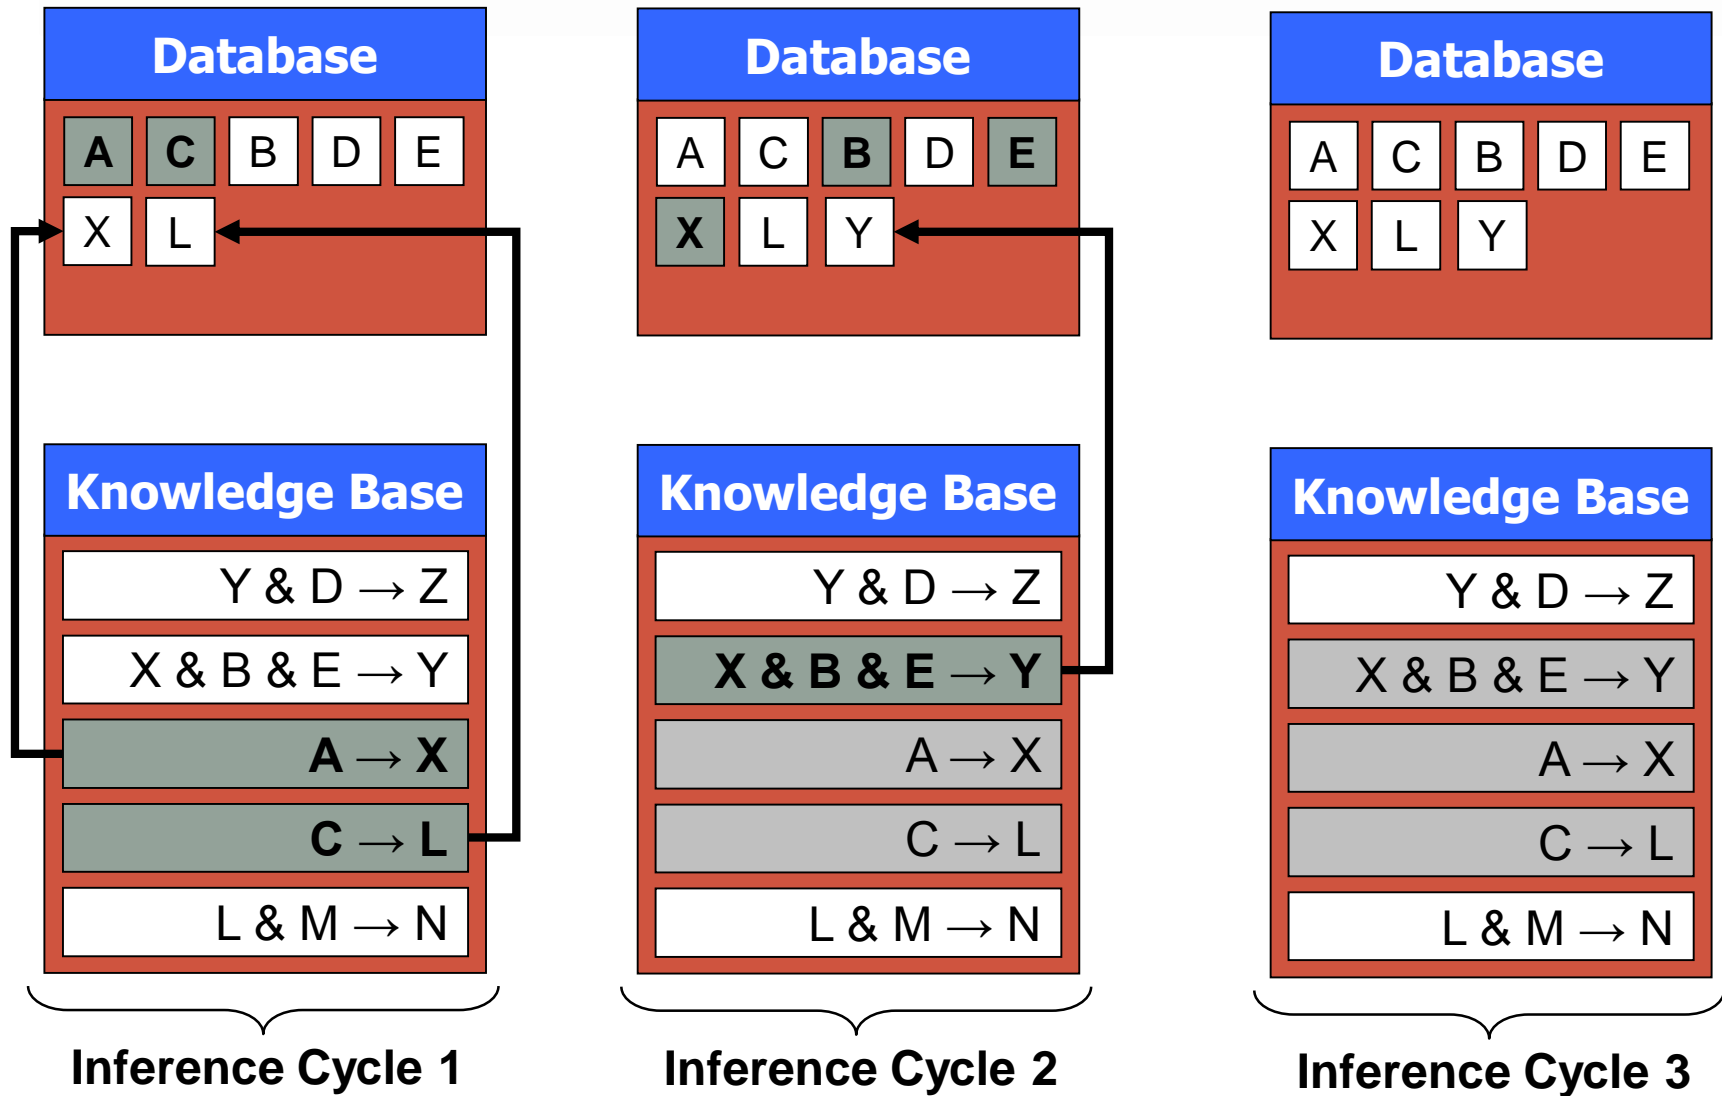 Database
A C B D E
X L
Knowledge Base
Y & D → Z
X & B & E → Y
A → X
C → L
L & M → N
Inference Cycle 1
Database
A C B D E
X L Y
Knowledge Base
Y & D → Z
X & B & E → Y
A → X
C → L
L & M → N
Inference Cycle 2
Database
A C B D E
X L Y
Knowledge Base
Y & D → Z
X & B & E → Y
A → X
C → L
L & M → N
Inference Cycle 3